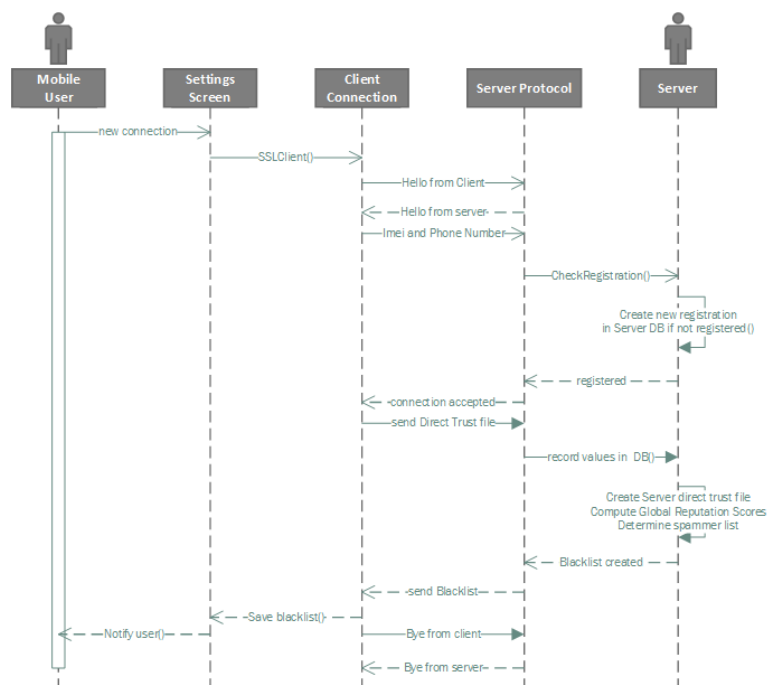 Mobile
User
Settings
Screen
Client
Connection
Server Protocol
Server
new connection
SSLClient()
Hello from Client
Hello from server
Imei and Phone Number
CheckRegistration()
Create new registration
in Server DB if not registered()
registered
connection accepted
send Direct Trust file
record values in DB()
Create Server direct trust file
Compute Global Reputation Scores
Determine spammer list
Blacklist created
send Blacklist
Save blacklist()
Notify user()
Bye from client
Bye from server